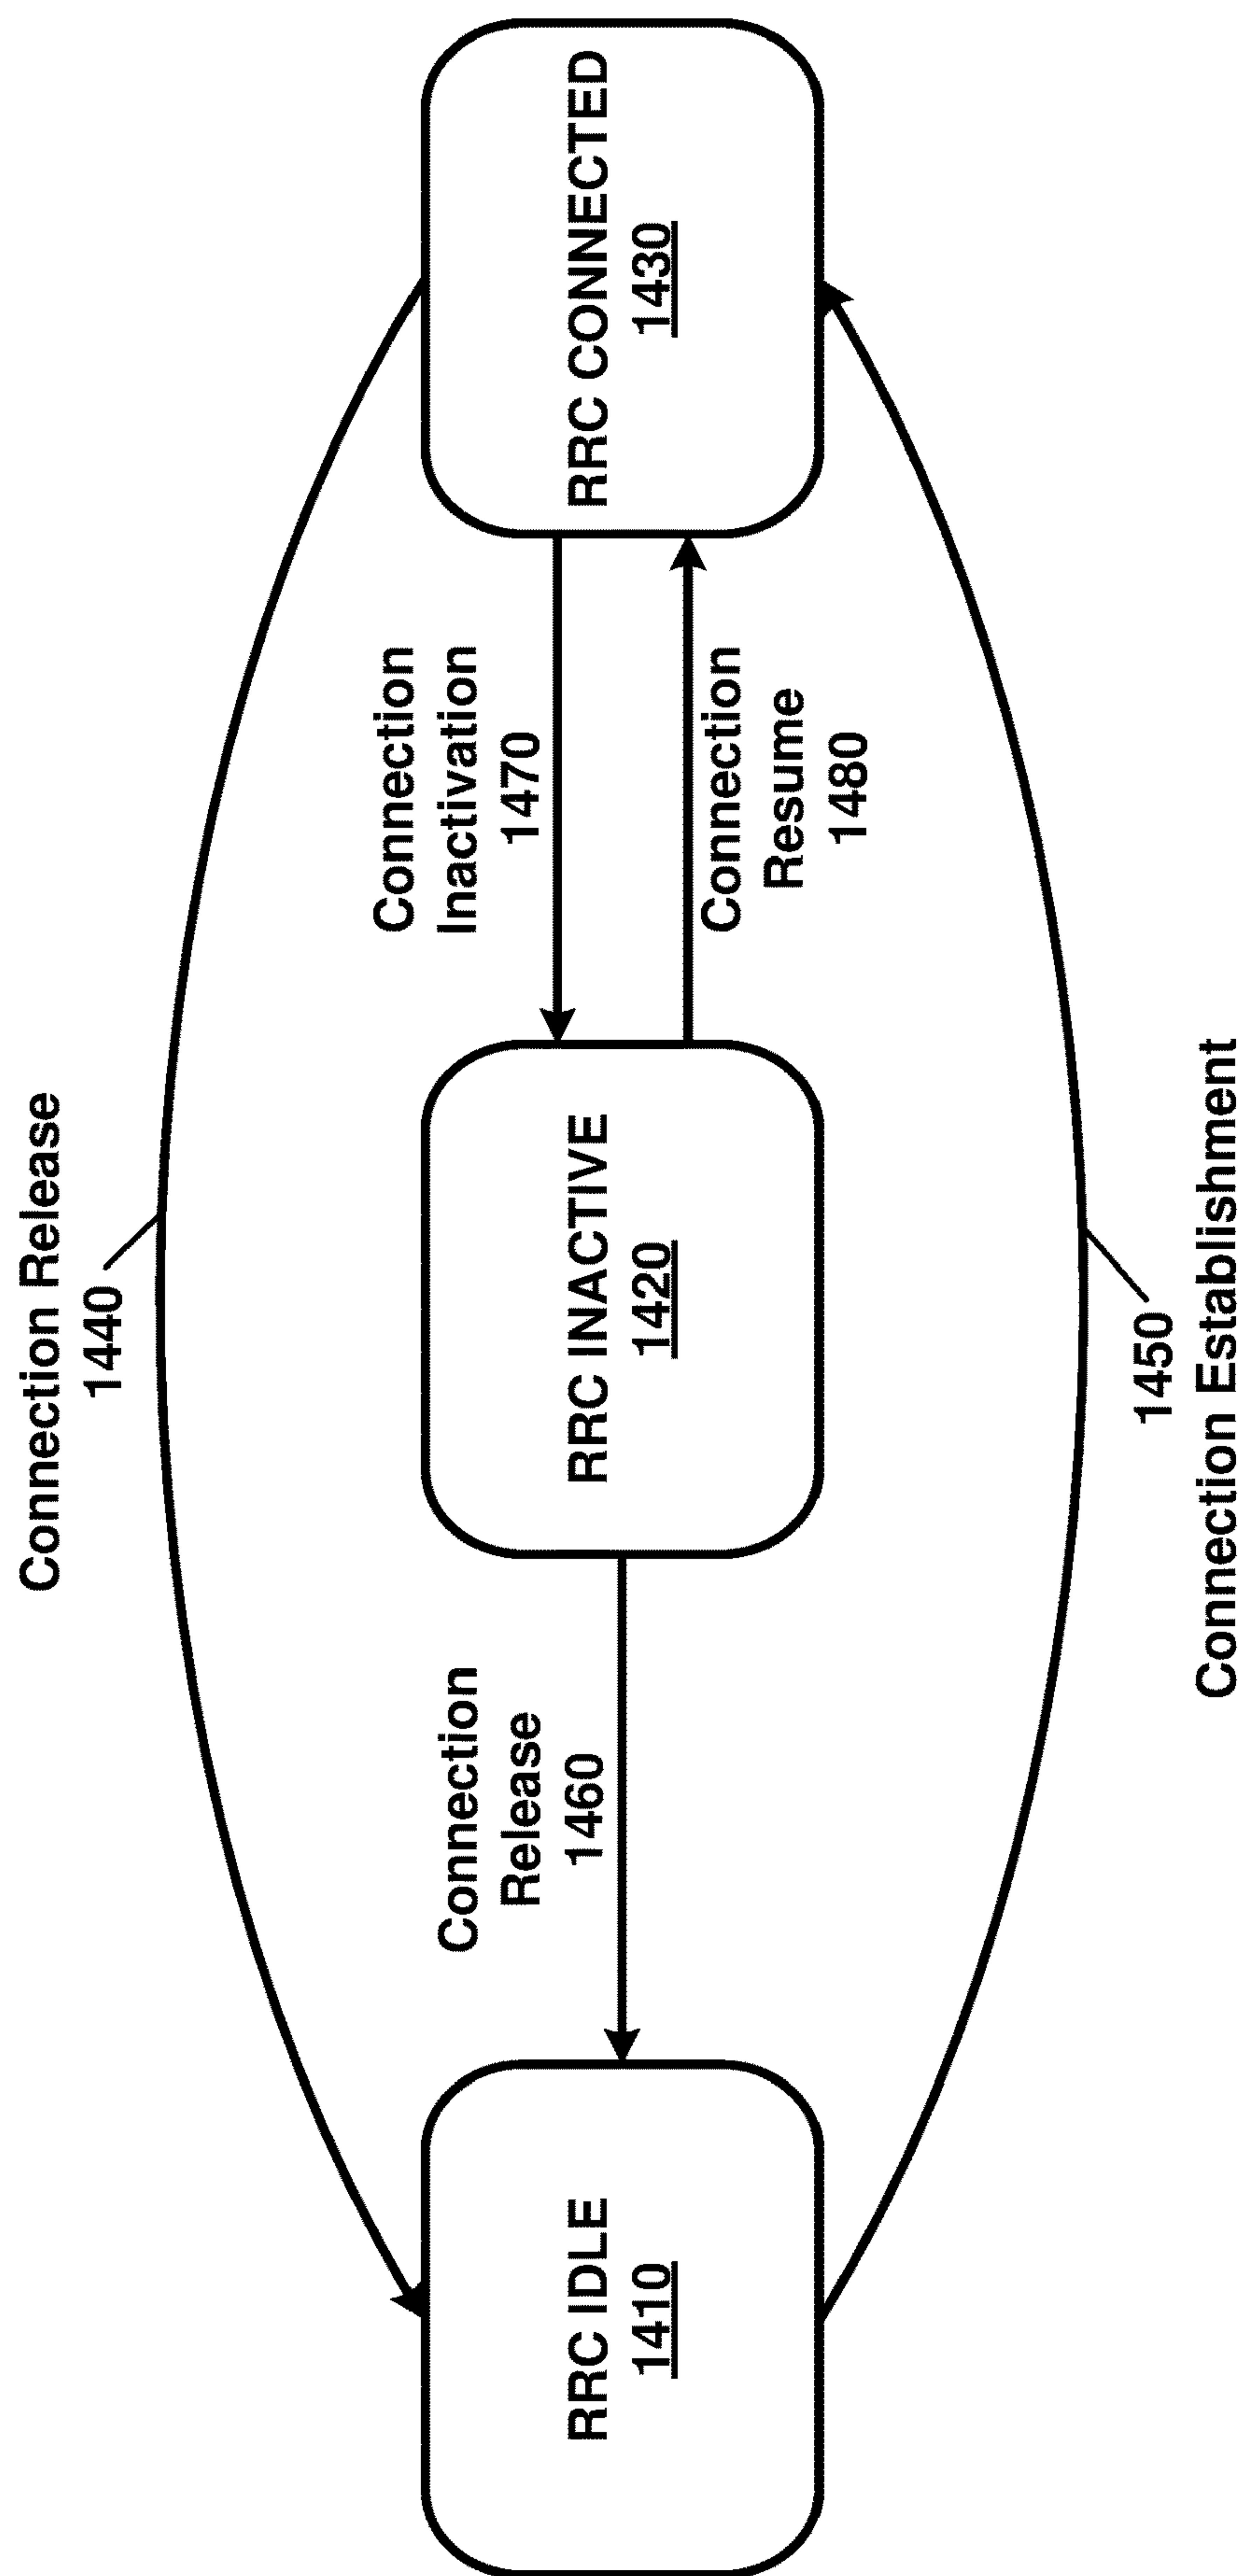 Connection Release
1440
RRC IDLE
1410
Connection
Release
1460
RRC INACTIVE
1420
Connection
Inactivation
1470
Connection
Resume
1480
RRC CONNECTED
1430
1450
Connection Establishment